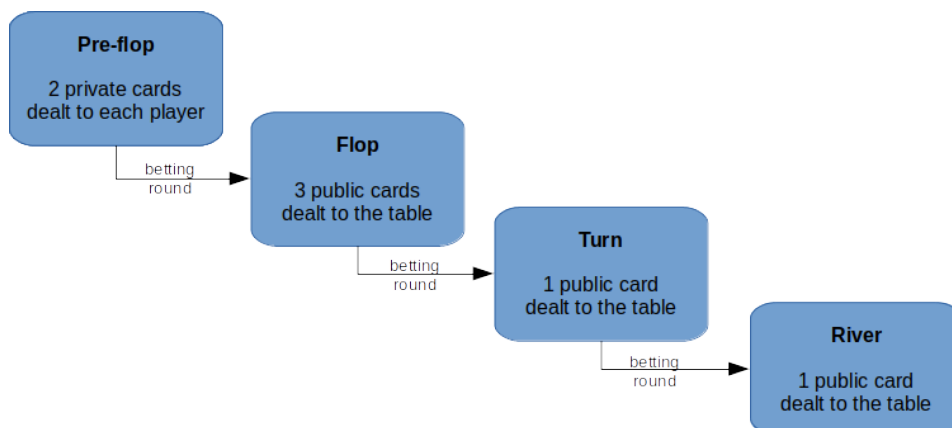 Pre-flop
2 private cards
dealt to each player
betting
round
Flop
3 public cards
dealt to the table
betting
round
Turn
1 public card
dealt to the table
betting
round
River
1 public card
dealt to the table